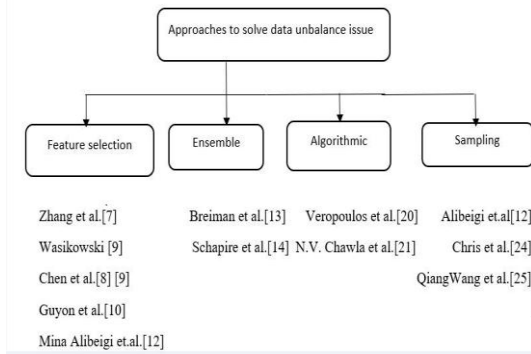 Approaches to solve data unbalance issue
Feature selection
Ensemble
Algorithmic
Sampling
Zhang et al.[7]
Wasikowski [9]
Chen et al.[8] [9]
Guyon et al.[10]
Mina Alibeigi et.al[12]
Breiman et al.[13]
Schapire et al.[14]
Veropoulos et al.[20]
N.V. Chawla et al.[21]
Alibeigi et.al[12]
Chris et al.[24]
QiangWang et al.[25]